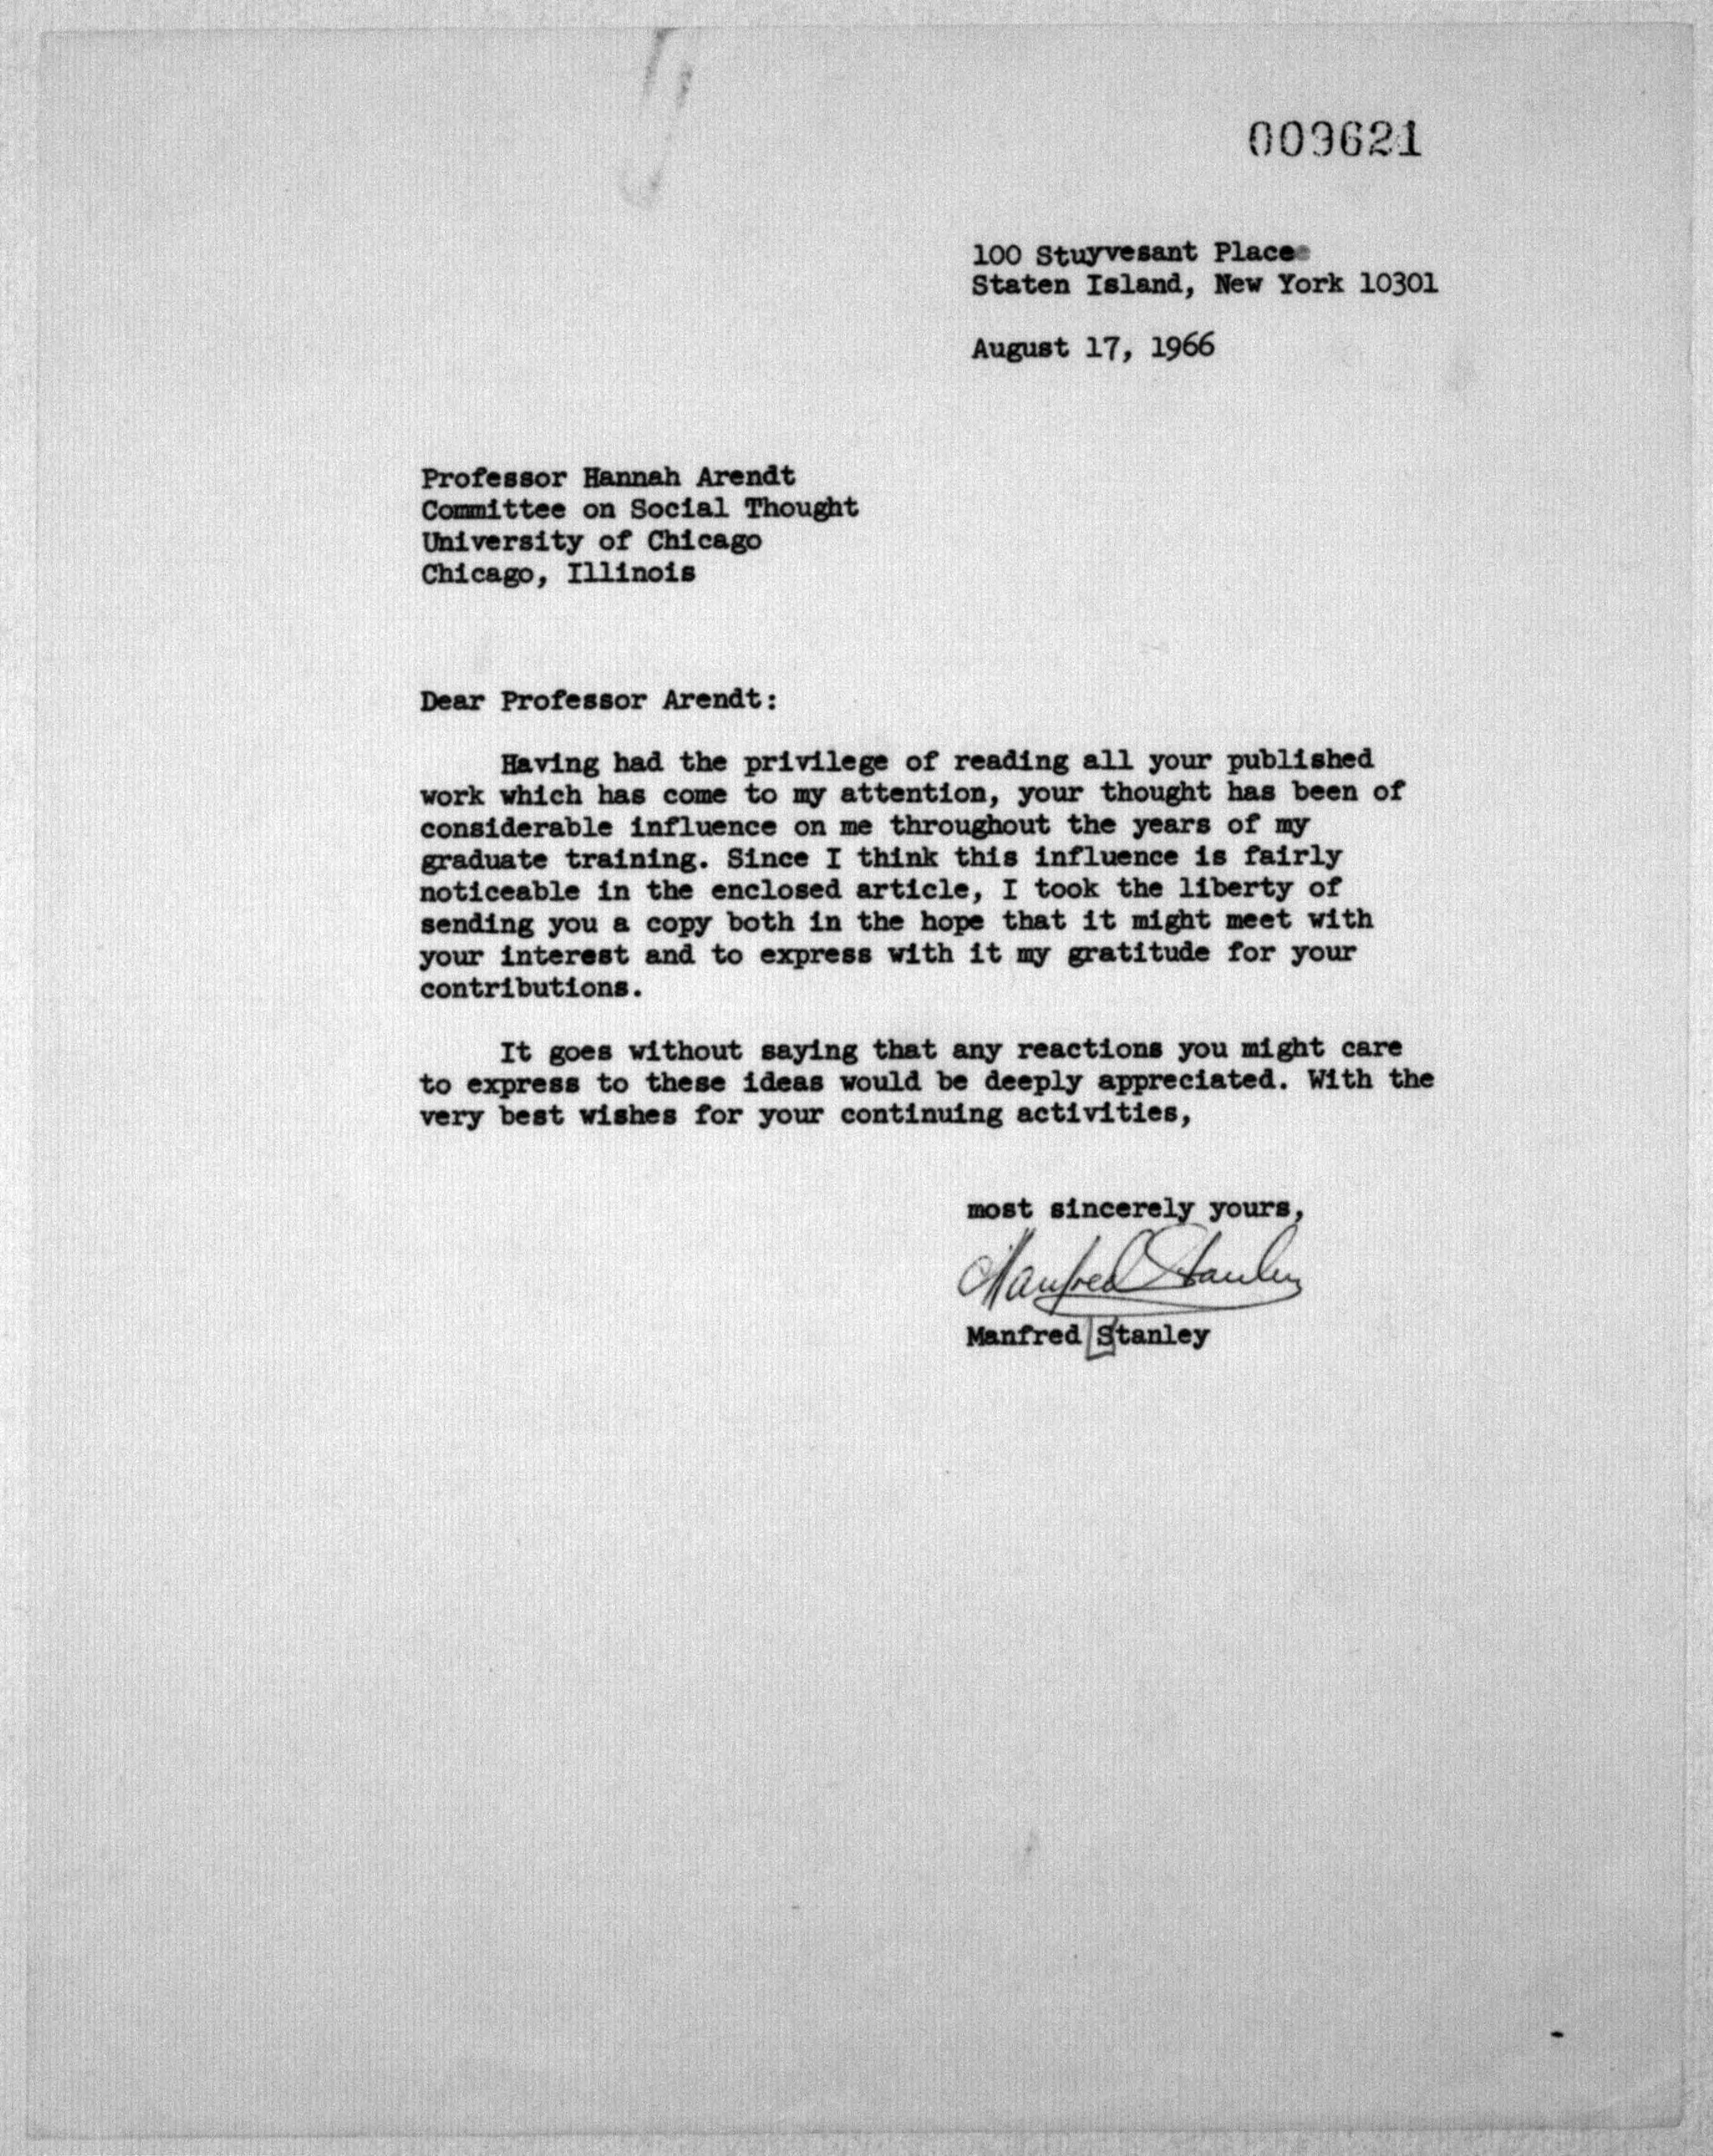 009621
100 Stuyvesant Place
Staten Island, New York 10301
August 17, 1966
Professor Hannah Arendt
Committee on Social Thought
University of Chicago
Chicago, Illinois
Dear Professor Arendt:
Having had the privilege of reading all your published
work which has come to my attention, your thought has been of
considerable influence on me throughout the years of my
graduate training. Since I think this influence is fairly
noticeable in the enclosed article, I took the liberty of
sending you a copy both in the hope that it might meet with
your interest and to express with it my gratitude for your
contributions.
It goes without saying that any reactions you might care
to express to these ideas would be deeply appreciated. With the
very best wishes for your continuing activities,
most sincerely yours,
Manfred Stanley
Manfred Stanley